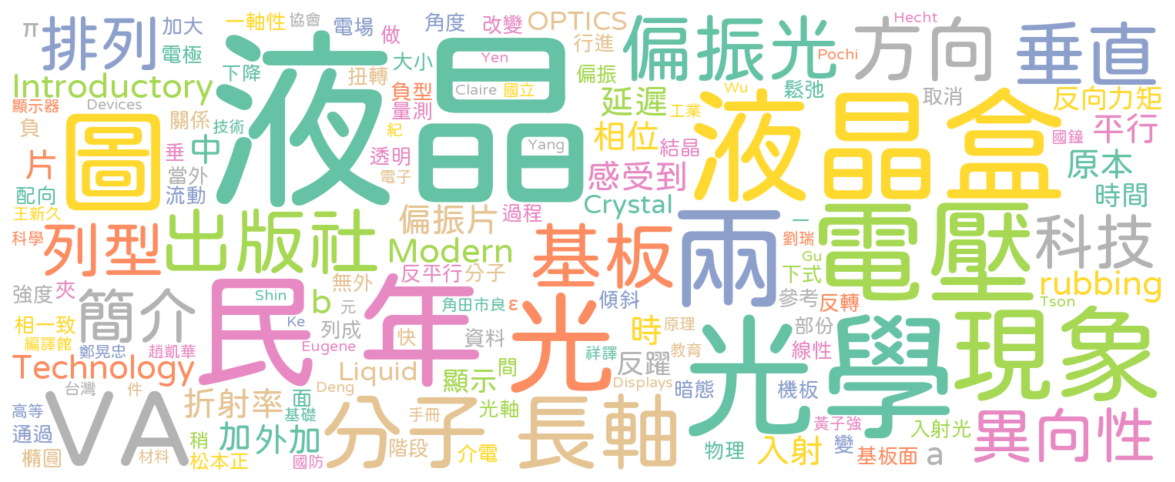 π 排列 加大 一軸性 協會 電場 做 角度 改變 OPTICS 偏振光 方向 Hecht 垂直
電極 下降 液晶 扭轉 大小 Yen 行進 偏振 Pochi
Introductory 負型 Claire 國立 延遲 Wu 鬆弛 取消 反向力矩
顯示器 Devices 量測 工業
負 圖 關係 技術 紀 相位 液晶盒 國鐘 平行
片 垂 中 透明 Yang 結晶 原本
配向 當外 流動 電子 感受到 時間
王新久 出版社 偏振片 過程 Crystal 兩 電壓 一 科技
科學 列型 Modern 基板 劉瑞
反平行 分子 Gu 下式 rubbing
強度 夾 簡介 無外 Shin b 元 民年 角田市良 ε 光 傾斜 參考 反轉 Tson
相一致 Ke 列成 快 資料 時 原理 部份 光學 現象
編譯館 鄭晃忠 趙凱華 Eugene 祥譯 反躍 教育 線性
Technology 台灣 件 Deng Liquid 顯示 間 Displays 暗態 機板
高等 VA 折射率 面 基礎 分子 手冊 光軸 長軸 黃子強 入射光 異向性
通過 稍 加外加 階段 介電 物理 入射 變 基板面 a
橢圓 材料 松本正 國防